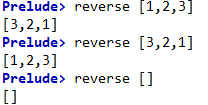 Prelude> reverse [1,2,3]
[3,2,1]
Prelude> reverse [3,2,1]
[1,2,3]
Prelude> reverse []
[]